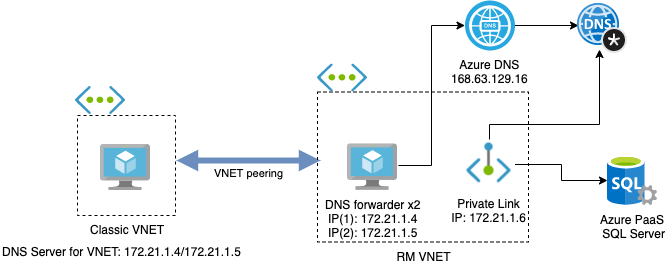 DNS
DNS
Azure DNS
168.63.129.16
VNET peering
DNS forwarder x2
IP(1): 172.21.1.4
IP(2): 172.21.1.5
Private Link
IP: 172.21.1.6
SQL
Azure PaaS
SQL Server
Classic VNET
DNS Server for VNET: 172.21.1.4/172.21.1.5
RM VNET